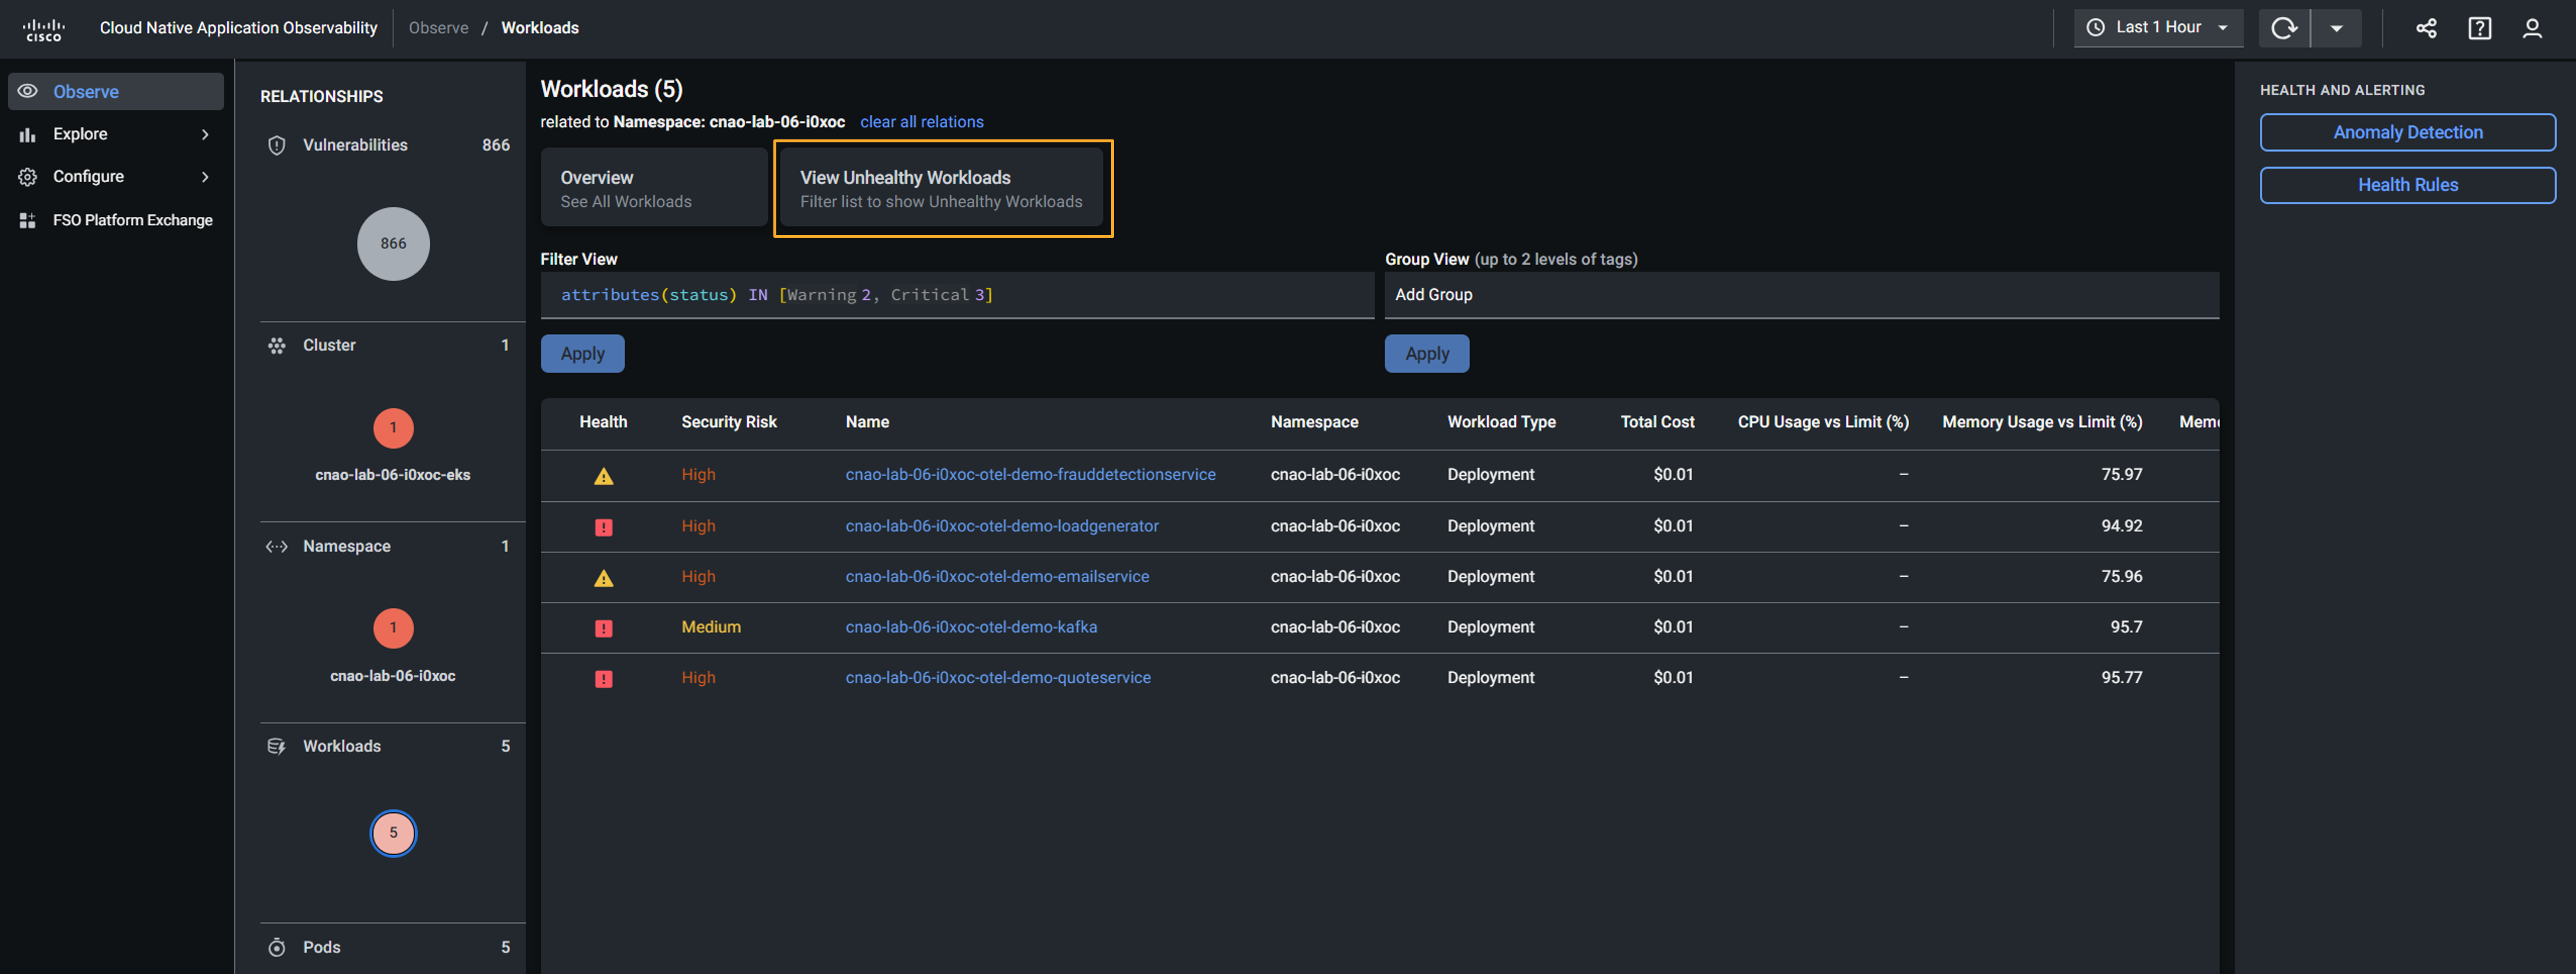 cisco
Cloud Native Application Observability
Observe / Workloads
Last 1 Hour
Observe
Explore
Configure
FSO Platform Exchange
RELATIONSHIPS
Vulnerabilities 866
866
Cluster 1
1
cnao-lab-06-i0xoc-eks
Namespace 1
1
cnao-lab-06-i0xoc
Workloads 5
5
Pods 5
Workloads (5)
related to Namespace: cnao-lab-06-i0xoc clear all relations
Overview
See All Workloads
View Unhealthy Workloads
Filter list to show Unhealthy Workloads
Filter View
attributes(status) IN [Warning 2, Critical 3]
Apply
Group View (up to 2 levels of tags)
Add Group
Apply
Health Security Risk Name Namespace Workload Type Total Cost CPU Usage vs Limit (%) Memory Usage vs Limit (%) Mem
High cnao-lab-06-i0xoc-otel-demo-frauddetectionservice cnao-lab-06-i0xoc Deployment $0.01 – 75.97
High cnao-lab-06-i0xoc-otel-demo-loadgenerator cnao-lab-06-i0xoc Deployment $0.01 – 94.92
High cnao-lab-06-i0xoc-otel-demo-emailservice cnao-lab-06-i0xoc Deployment $0.01 – 75.96
Medium cnao-lab-06-i0xoc-otel-demo-kafka cnao-lab-06-i0xoc Deployment $0.01 – 95.7
High cnao-lab-06-i0xoc-otel-demo-quoteservice cnao-lab-06-i0xoc Deployment $0.01 – 95.77
HEALTH AND ALERTING
Anomaly Detection
Health Rules